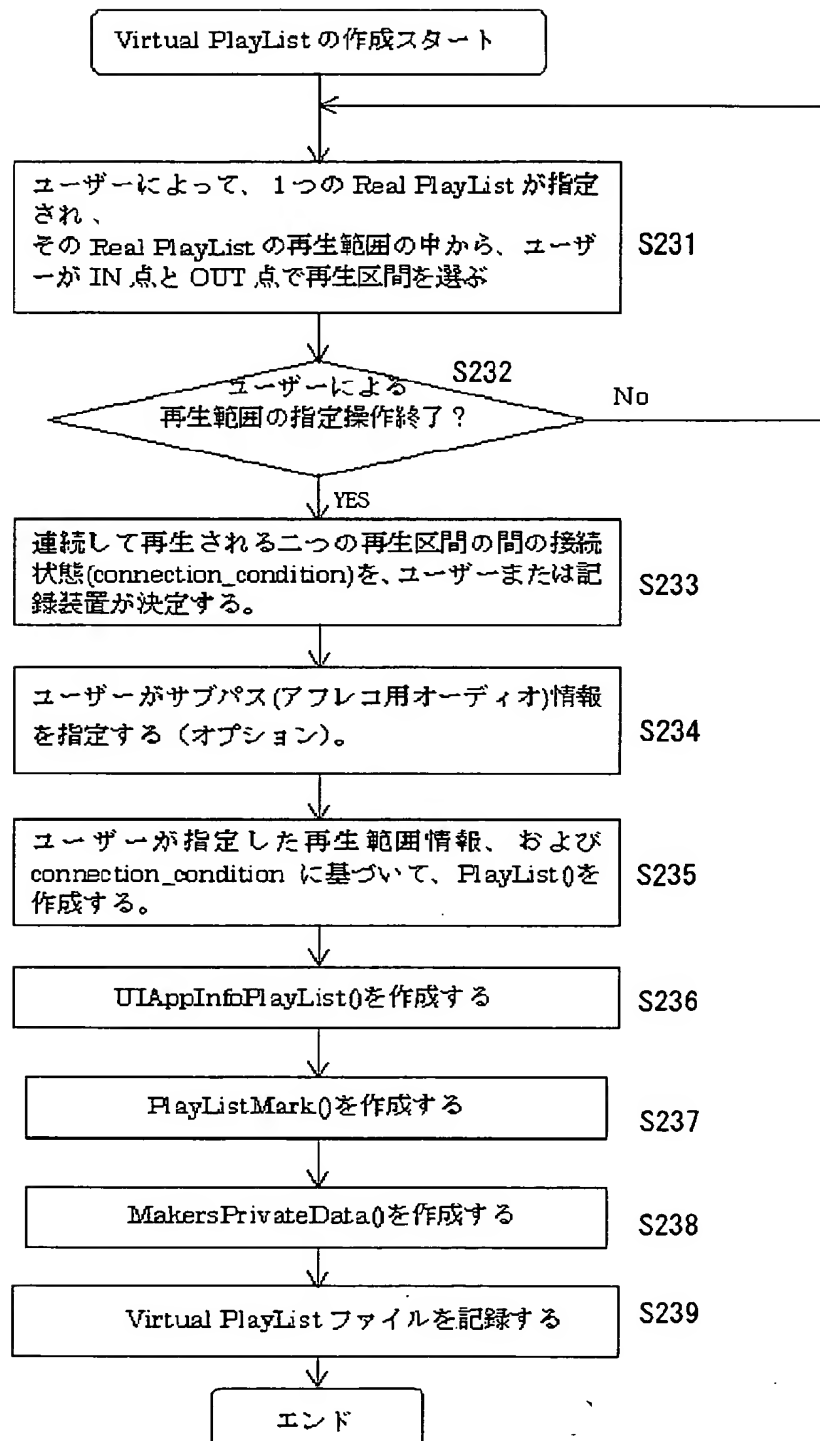 Virtual PlayList の作成スタート
ユーザーによって、1つの Real PlayList が指定
され、
その Real PlayList の再生範囲の中から、ユーザ
ーが IN 点と OUT 点で再生区間を選ぶ
S231
S232
ユーザーによる
再生範囲の指定操作終了?
No
YES
連続して再生される二つの再生区間の間の接続
状態(connection_condition)を、ユーザーまたは記
録装置が決定する。
S233
ユーザーがサブパス(アフレコ用オーディオ)情報
を指定する(オプション)。
S234
ユーザーが指定した再生範囲情報、および
connection_condition に基づいて、PlayList()を
作成する。
S235
UIAppInfoPlayList()を作成する
S236
PlayListMark()を作成する
S237
MakersPrivateData()を作成する
S238
Virtual PlayList ファイルを記録する
S239
エンド